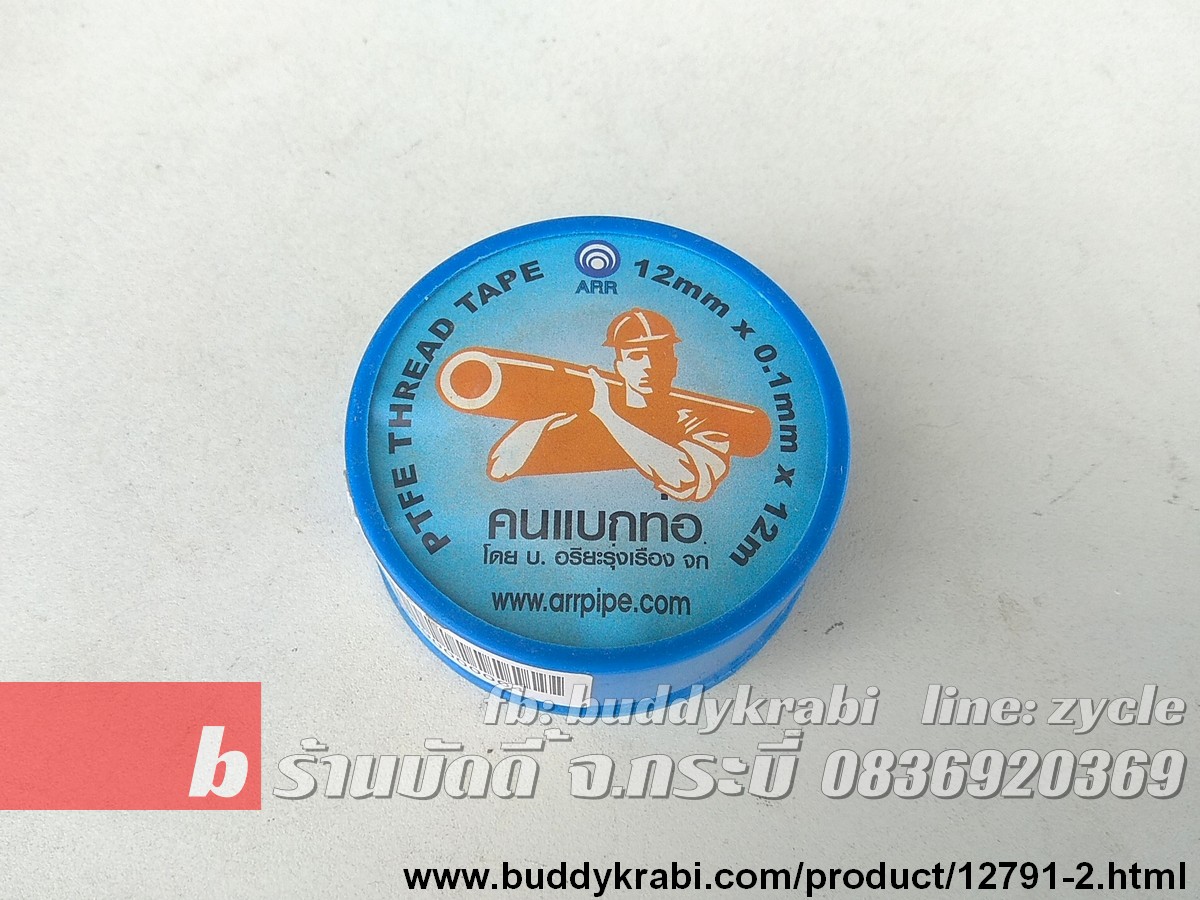 ARR
PTFE THREAD TAPE
12mm x 0.1mm x 12m
คนแบกท่อ
โดย บ. อริยะรุ่งเรือง จก.
www.arrpipe.com
fb: buddykrabi line: zycle
b ร้านบัดดี้ จ.กระบี่ 0836920369
www.buddykrabi.com/product/12791-2.html